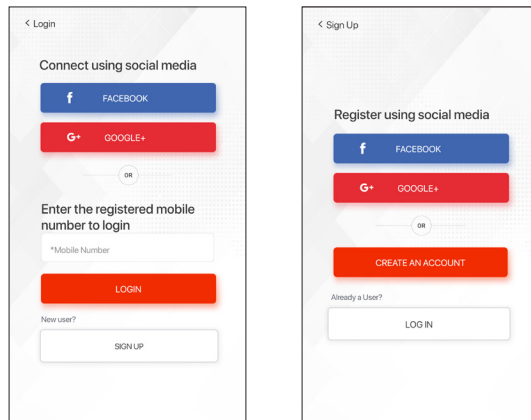 < Login
Connect using social media
f FACEBOOK
G+ GOOGLE+
OR
Enter the registered mobile
number to login
*Mobile Number
LOGIN
New user?
SIGN UP
< Sign Up
Register using social media
f FACEBOOK
G+ GOOGLE+
OR
CREATE AN ACCOUNT
Already a User?
LOG IN